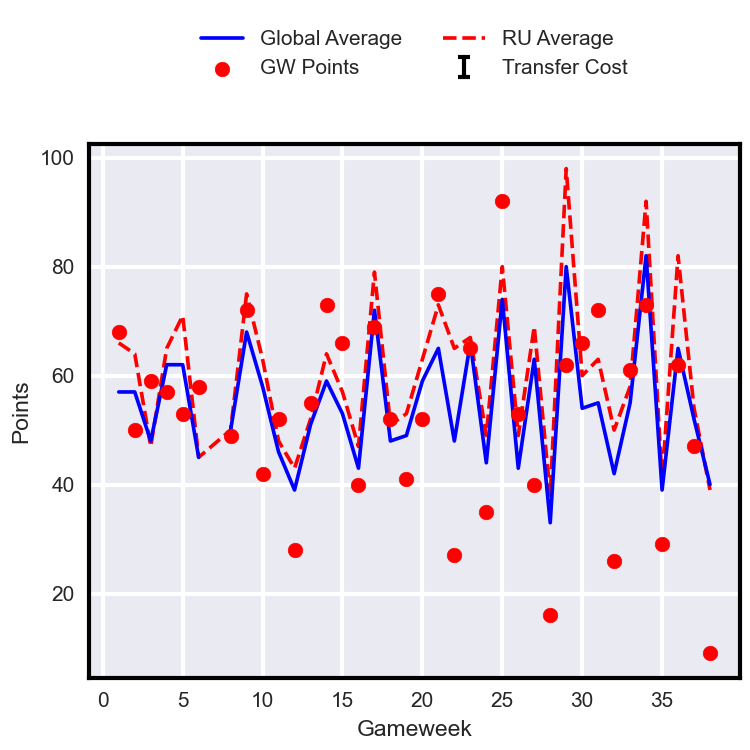 Global Average
RU Average
GW Points
Transfer Cost
100
80
60
40
20
Points
0 5 10 15 20 25 30 35
Gameweek